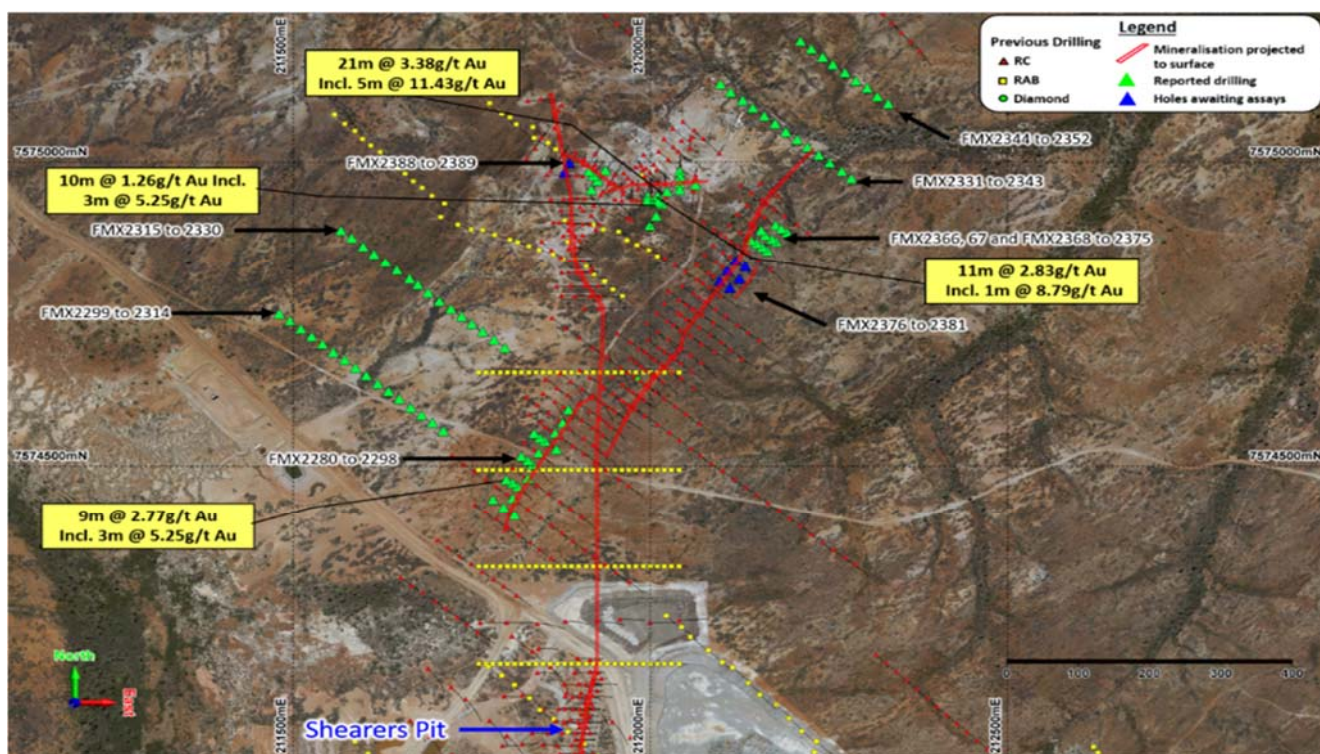 Legend
Previous Drilling
RC
RAB
Diamond
Mineralisation projected
to surface
Reported drilling
Holes awaiting assays
211500mE
212000mE
21m @ 3.38g/t Au
Incl. 5m @ 11.43g/t Au
FMX2344 to 2352
7575000mN
7575000mN
FMX2388 to 2389
FMX2331 to 2343
10m @ 1.26g/t Au Incl.
3m @ 5.25g/t Au
FMX2315 to 2330
FMX2366, 67 and FMX2368 to 2375
11m @ 2.83g/t Au
Incl. 1m @ 8.79g/t Au
FMX2299 to 2314
FMX2376 to 2381
FMX2280 to 2298
7574500mN
7574500mN
9m @ 2.77g/t Au
Incl. 3m @ 5.25g/t Au
North
East
0 100 200 300 400
Shearers Pit
211500mE
212000mE
212500mE